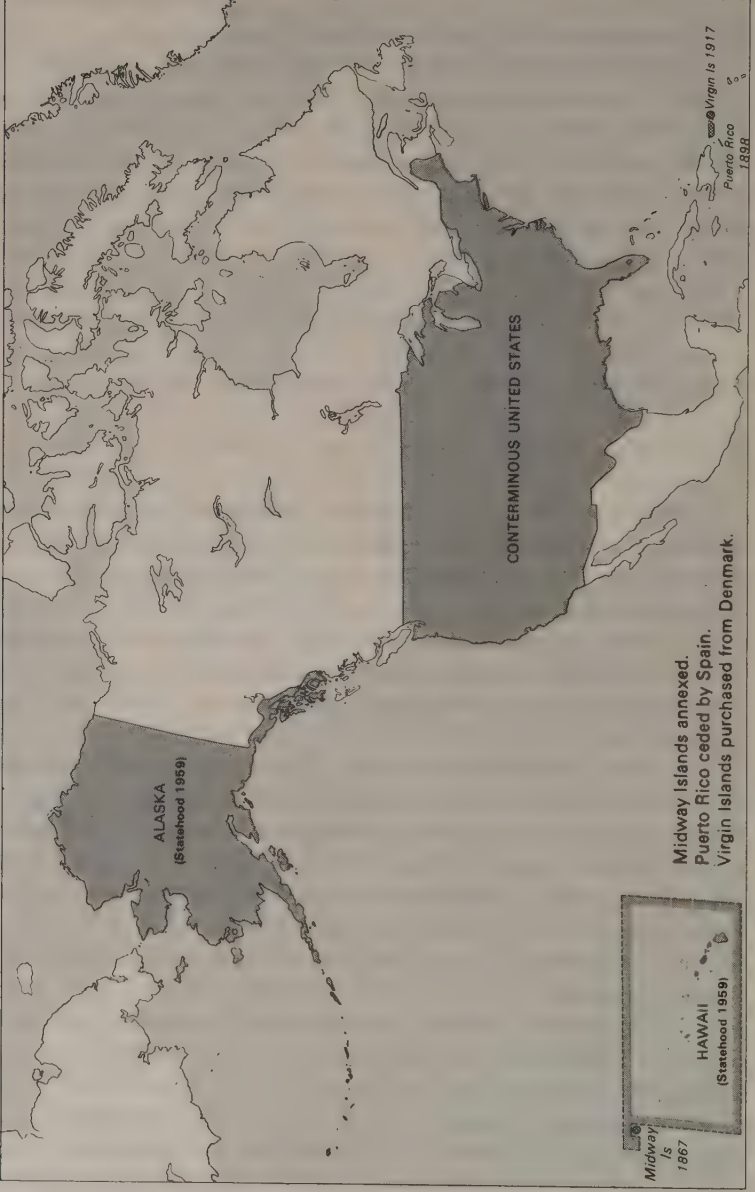 ALASKA
(Statehood 1959)
CONTERMINOUS UNITED STATES
Virgin Is 1917
Puerto Rico
1898
Midway
Is
1867
HAWAII
(Statehood 1959)
Midway Islands annexed.
Puerto Rico ceded by Spain.
Virgin Islands purchased from Denmark.